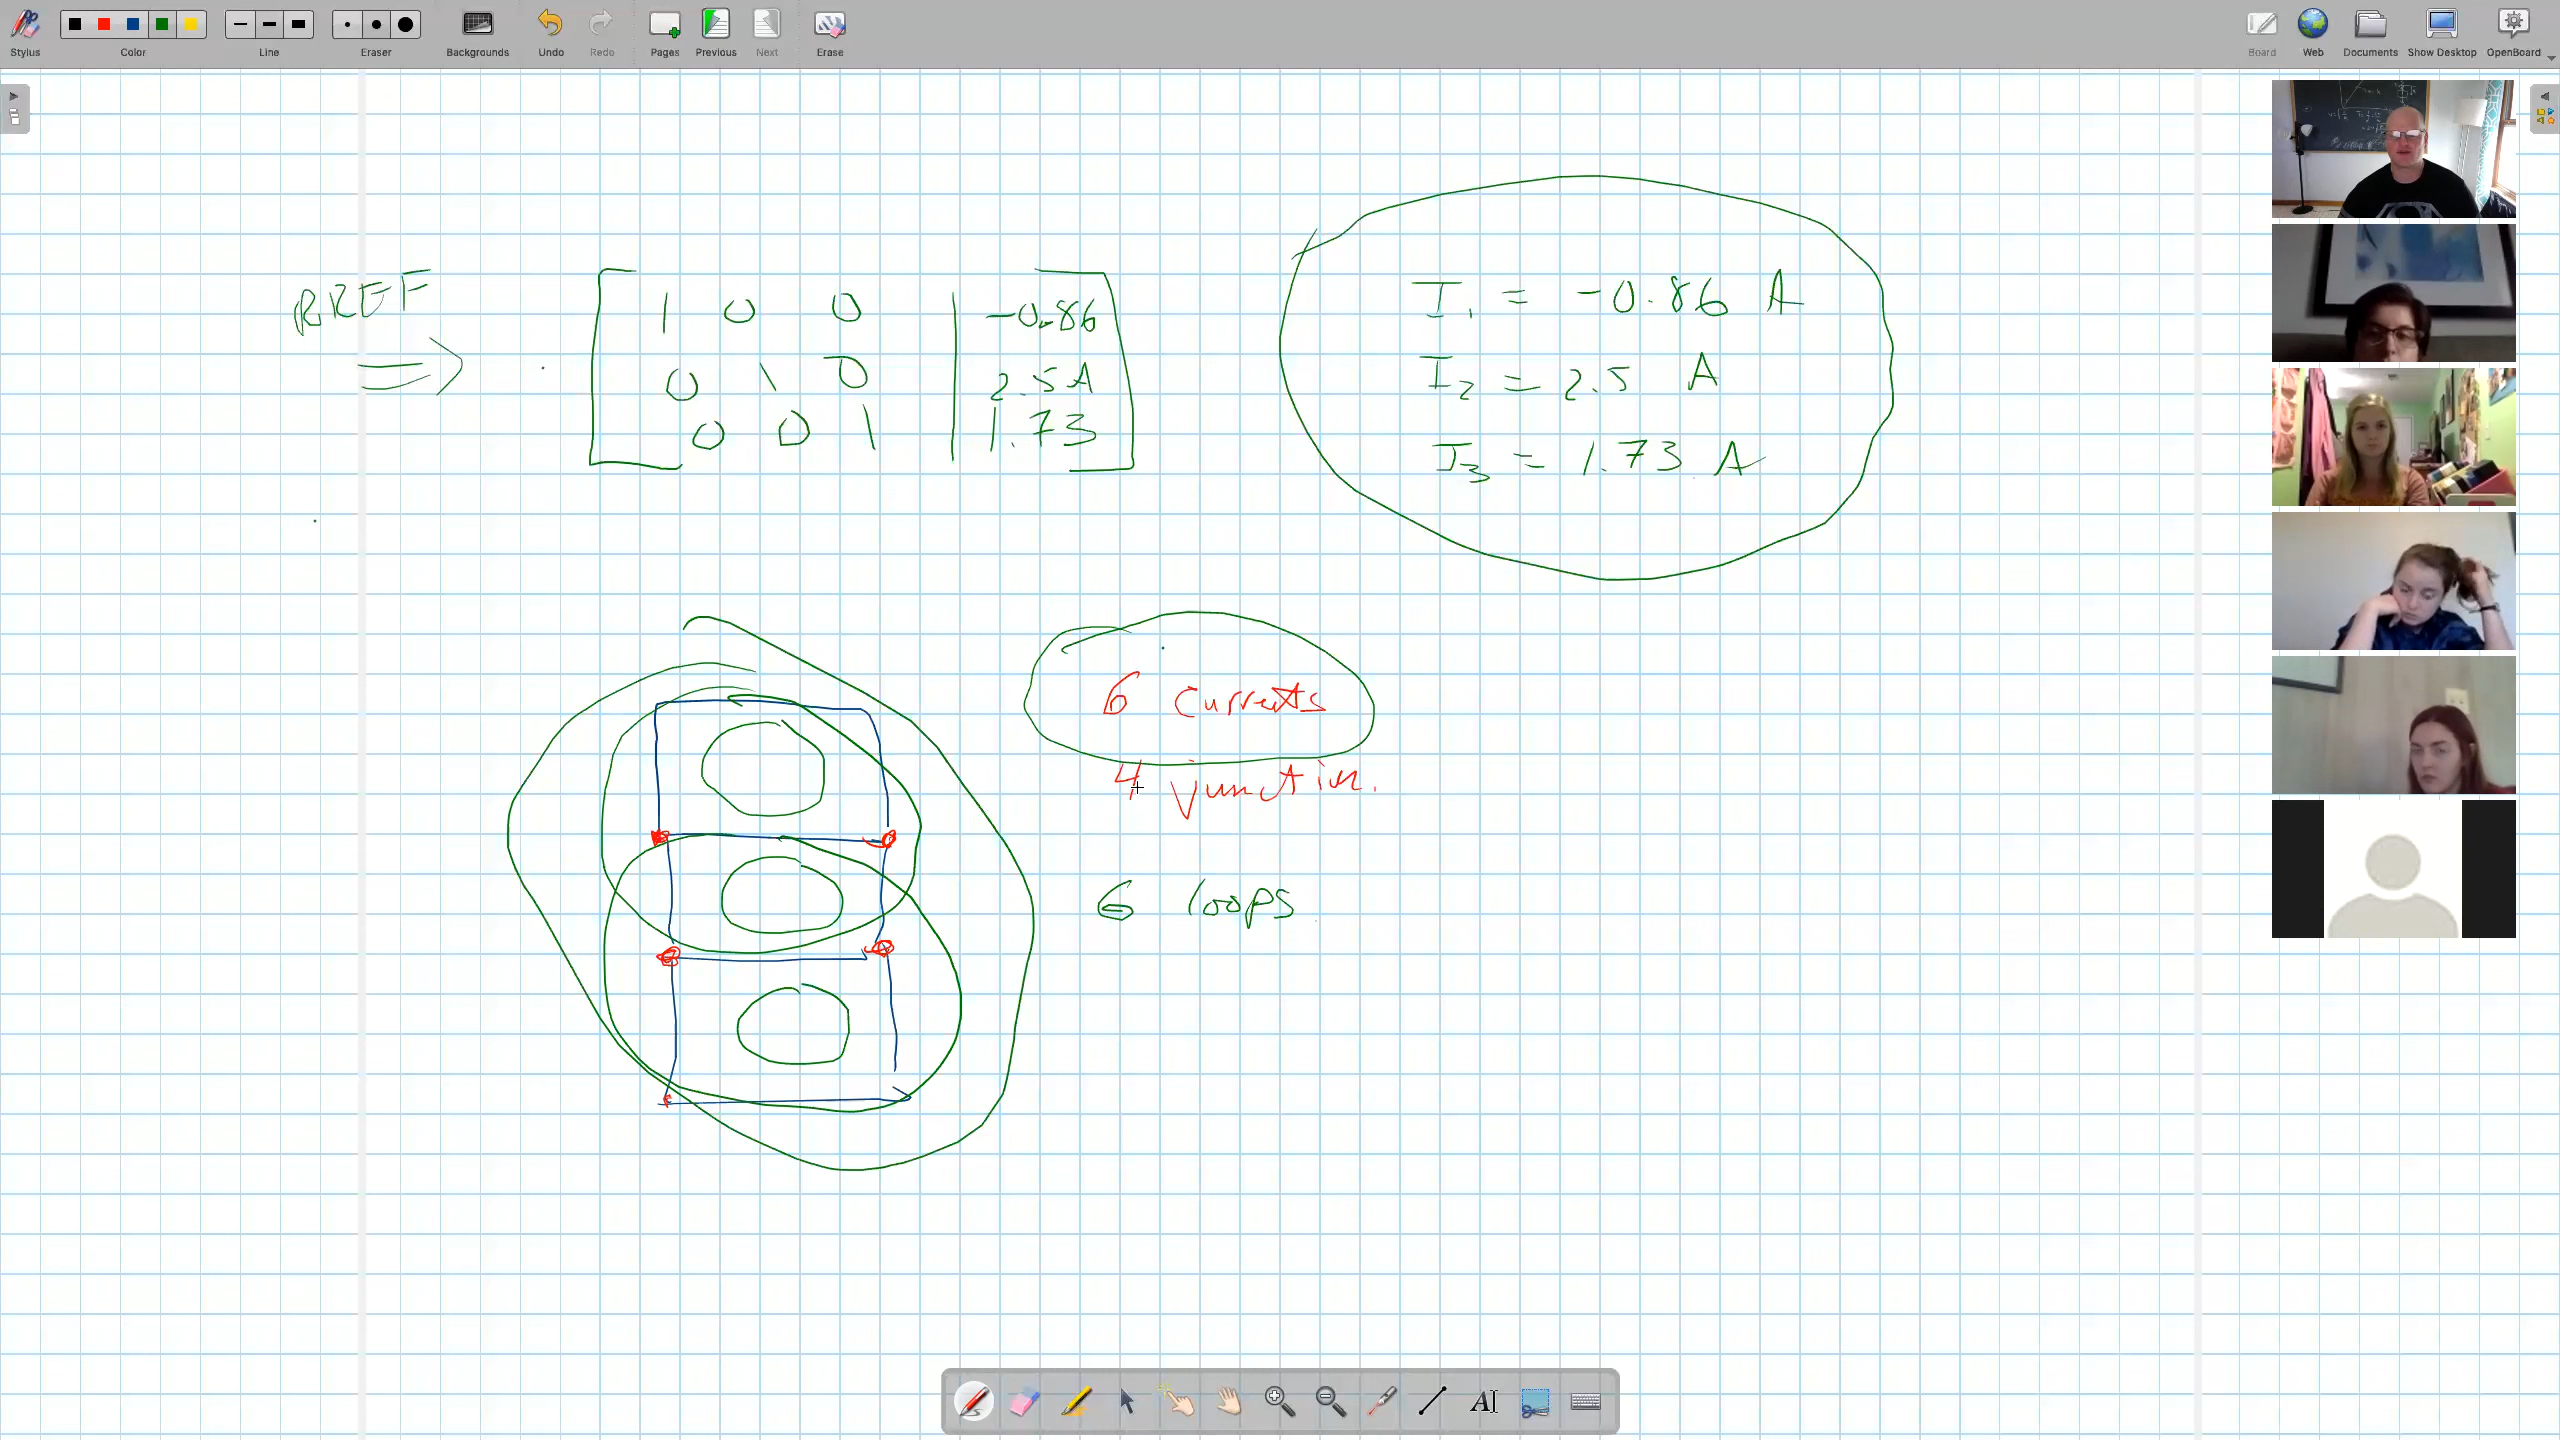 Stylus
Color
Line
Eraser
Backgrounds
Undo
Redo
Pages
Previous
Next
Erase
Board
Web
Documents
Show Desktop
OpenBoard
RREF
1 0 0 | -0.86
0 1 0 | 2.5 A
0 0 1 | 1.73
I1 = -0.86 A
I2 = 2.5 A
I3 = 1.73 A
6 currents
4 junction.
6 loops